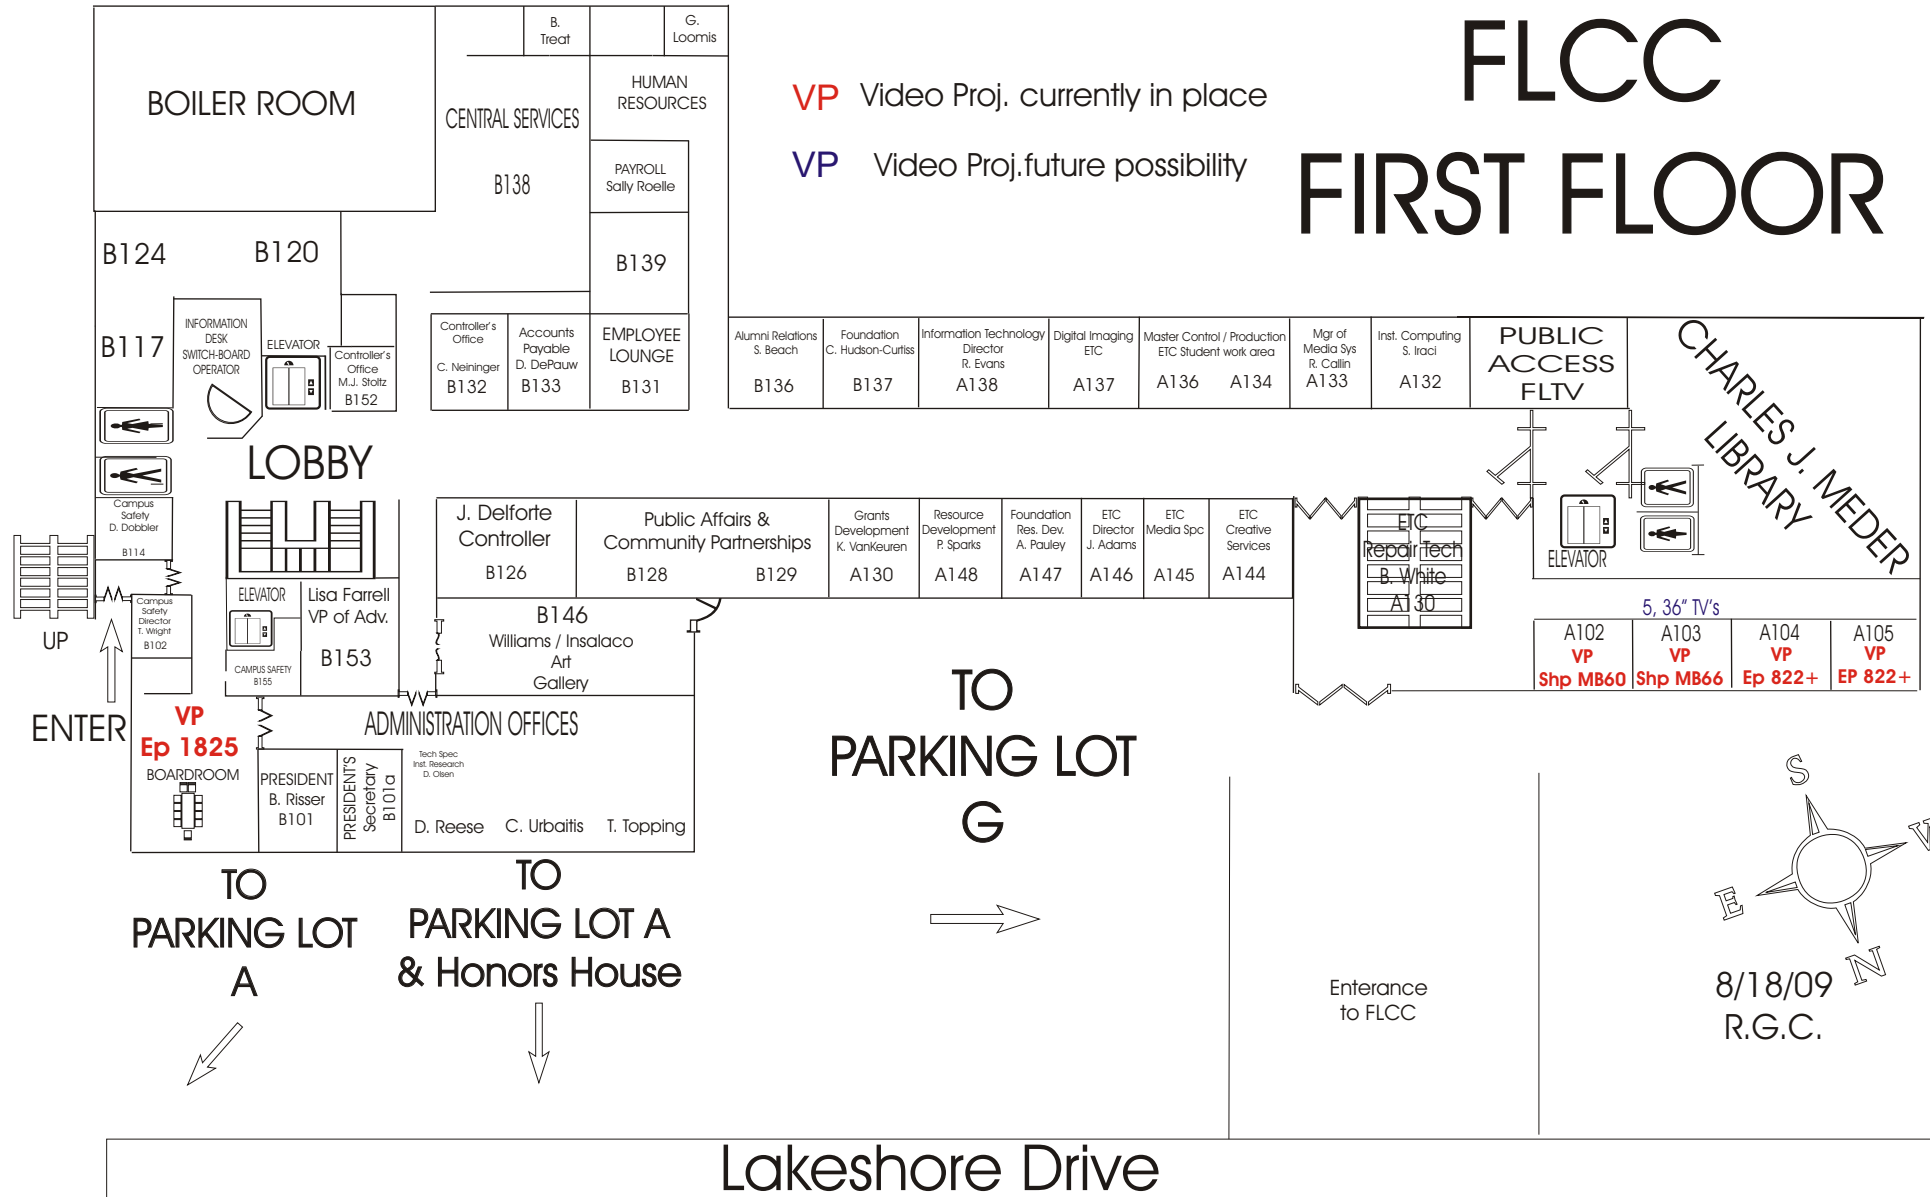 FLCC
FIRST FLOOR
VP Video Proj. currently in place
VP Video Proj.future possibility
BOILER ROOM
B.
Treat
G.
Loomis
CENTRAL SERVICES
B138
HUMAN
RESOURCES
PAYROLL
Sally Roelle
B139
B124
B120
B117
INFORMATION
DESK
SWITCH-BOARD
OPERATOR
ELEVATOR
Controller's
Office
M.J. Stoltz
B152
Controller's
Office
C. Neininger
B132
Accounts
Payable
D. DePauw
B133
EMPLOYEE
LOUNGE
B131
Alumni Relations
S. Beach
B136
Foundation
C. Hudson-Curtiss
B137
Information Technology
Director
R. Evans
A138
Digital Imaging
ETC
A137
Master Control / Production
ETC Student work area
A136 A134
Mgr of
Media Sys
R. Callin
A133
Inst. Computing
S. Iraci
A132
PUBLIC
ACCESS
FLTV
CHARLES J. MEDER
LIBRARY
LOBBY
Campus
Safety
D. Dobbler
B114
UP
Campus
Safety
Director
T. Wright
B102
ENTER
ELEVATOR
CAMPUS SAFETY
B155
Lisa Farrell
VP of Adv.
B153
J. Delforte
Controller
B126
Public Affairs &
Community Partnerships
B128 B129
Grants
Development
K. VanKeuren
A130
Resource
Development
P. Sparks
A148
Foundation
Res. Dev.
A. Pauley
A147
ETC
Director
J. Adams
A146
ETC
Media Spc
A145
ETC
Creative
Services
A144
ETC
Repair Tech
B. White
A130
ELEVATOR
B146
Williams / Insalaco
Art
Gallery
5, 36" TV's
A102
VP
Shp MB60
A103
VP
Shp MB66
A104
VP
Ep 822+
A105
VP
EP 822+
VP
Ep 1825
BOARDROOM
PRESIDENT
B. Risser
B101
PRESIDENT'S
Secretary
B101a
ADMINISTRATION OFFICES
Tech Spec
Inst. Research
D. Olsen
D. Reese C. Urbaitis T. Topping
TO
PARKING LOT
G
TO
PARKING LOT
A
TO
PARKING LOT A
& Honors House
Enterance
to FLCC
S
W
E
N
8/18/09
R.G.C.
Lakeshore Drive